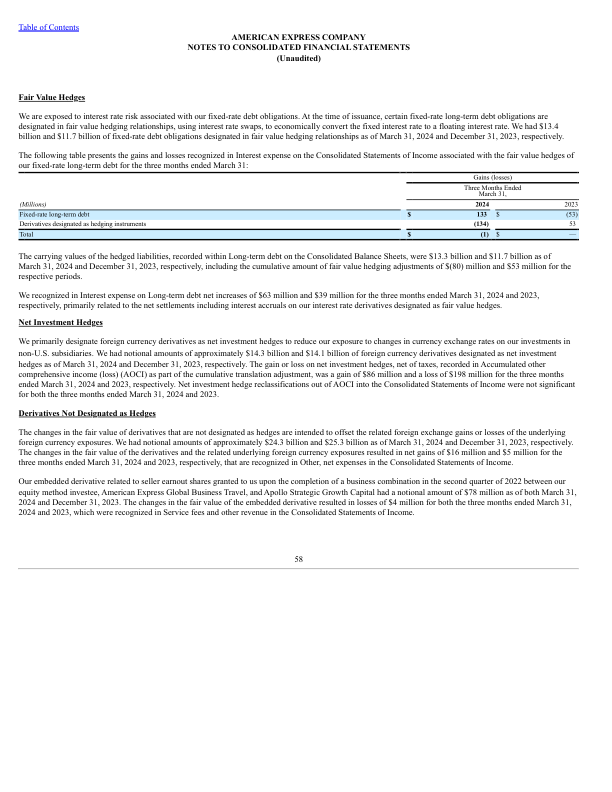 Table of Contents
AMERICAN EXPRESS COMPANY
NOTES TO CONSOLIDATED FINANCIAL STATEMENTS
(Unaudited)
Fair Value Hedges
We are exposed to interest rate risk associated with our fixed-rate debt obligations. At the time of issuance, certain fixed-rate long-term debt obligations are
designated in fair value hedging relationships, using interest rate swaps, to economically convert the fixed interest rate to a floating interest rate. We had $13.4
billion and $11.7 billion of fixed-rate debt obligations designated in fair value hedging relationships as of March 31, 2024 and December 31, 2023, respectively.
The following table presents the gains and losses recognized in Interest expense on the Consolidated Statements of Income associated with the fair value hedges of
our fixed-rate long-term debt for the three months ended March 31:
Gains (losses)
Three Months Ended
March 31,
(Millions) 2024 2023
Fixed-rate long-term debt $ 133 $ (53)
Derivatives designated as hedging instruments (134) 53
Total $ (1) $ —
The carrying values of the hedged liabilities, recorded within Long-term debt on the Consolidated Balance Sheets, were $13.3 billion and $11.7 billion as of
March 31, 2024 and December 31, 2023, respectively, including the cumulative amount of fair value hedging adjustments of $(80) million and $53 million for the
respective periods.
We recognized in Interest expense on Long-term debt net increases of $63 million and $39 million for the three months ended March 31, 2024 and 2023,
respectively, primarily related to the net settlements including interest accruals on our interest rate derivatives designated as fair value hedges.
Net Investment Hedges
We primarily designate foreign currency derivatives as net investment hedges to reduce our exposure to changes in currency exchange rates on our investments in
non-U.S. subsidiaries. We had notional amounts of approximately $14.3 billion and $14.1 billion of foreign currency derivatives designated as net investment
hedges as of March 31, 2024 and December 31, 2023, respectively. The gain or loss on net investment hedges, net of taxes, recorded in Accumulated other
comprehensive income (loss) (AOCI) as part of the cumulative translation adjustment, was a gain of $86 million and a loss of $198 million for the three months
ended March 31, 2024 and 2023, respectively. Net investment hedge reclassifications out of AOCI into the Consolidated Statements of Income were not significant
for both the three months ended March 31, 2024 and 2023.
Derivatives Not Designated as Hedges
The changes in the fair value of derivatives that are not designated as hedges are intended to offset the related foreign exchange gains or losses of the underlying
foreign currency exposures. We had notional amounts of approximately $24.3 billion and $25.3 billion as of March 31, 2024 and December 31, 2023, respectively.
The changes in the fair value of the derivatives and the related underlying foreign currency exposures resulted in net gains of $16 million and $5 million for the
three months ended March 31, 2024 and 2023, respectively, that are recognized in Other, net expenses in the Consolidated Statements of Income.
Our embedded derivative related to seller earnout shares granted to us upon the completion of a business combination in the second quarter of 2022 between our
equity method investee, American Express Global Business Travel, and Apollo Strategic Growth Capital had a notional amount of $78 million as of both March 31,
2024 and December 31, 2023. The changes in the fair value of the embedded derivative resulted in losses of $4 million for both the three months ended March 31,
2024 and 2023, which were recognized in Service fees and other revenue in the Consolidated Statements of Income.
58